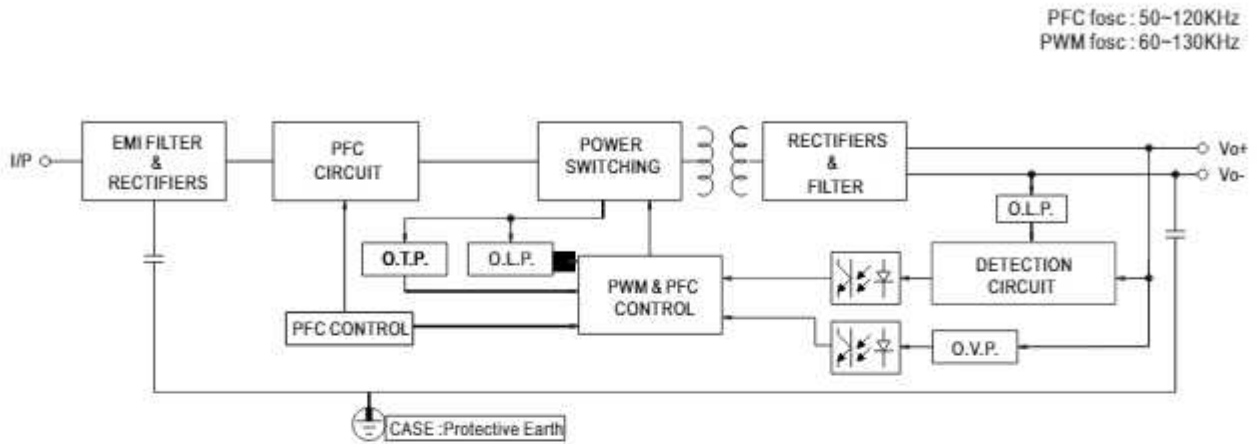 PFC fosc : 50~120KHz
PWM fosc : 60~130KHz
I/P
EMI FILTER
&
RECTIFIERS
PFC
CIRCUIT
POWER
SWITCHING
RECTIFIERS
&
FILTER
Vo+
Vo-
O.L.P.
O.T.P.
O.L.P.
PWM & PFC
CONTROL
DETECTION
CIRCUIT
PFC CONTROL
O.V.P.
CASE :Protective Earth